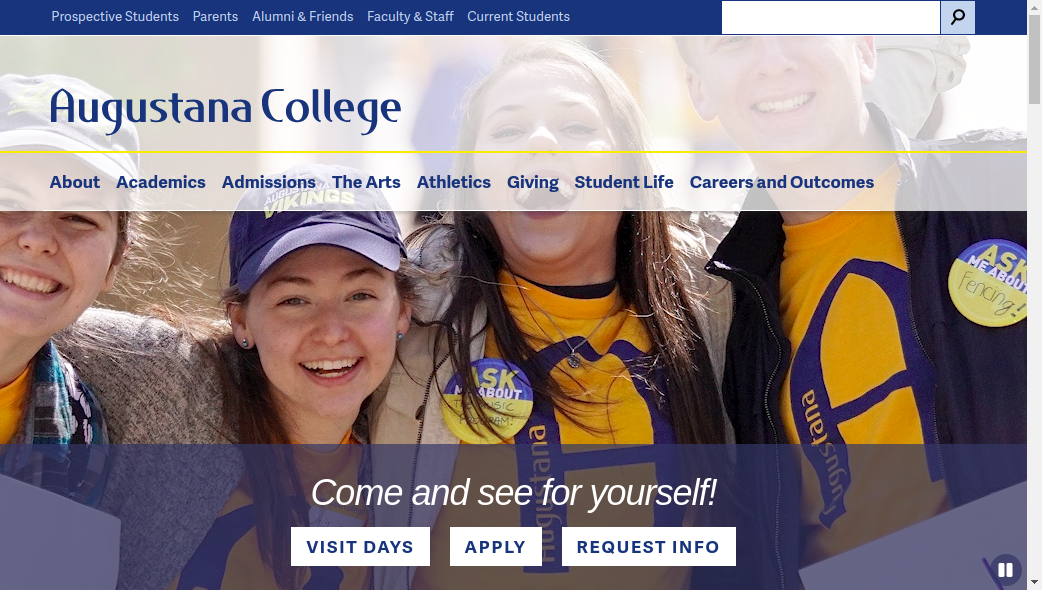 Prospective Students Parents Alumni & Friends Faculty & Staff Current Students
Augustana College
About Academics Admissions The Arts Athletics Giving Student Life Careers and Outcomes
VIKINGS
ASK
ME ABOUT
Fencing!
ASK
ME ABOUT
THE MUSIC
PROGRAM!
Augustana
Augustana
Come and see for yourself!
VISIT DAYS APPLY REQUEST INFO